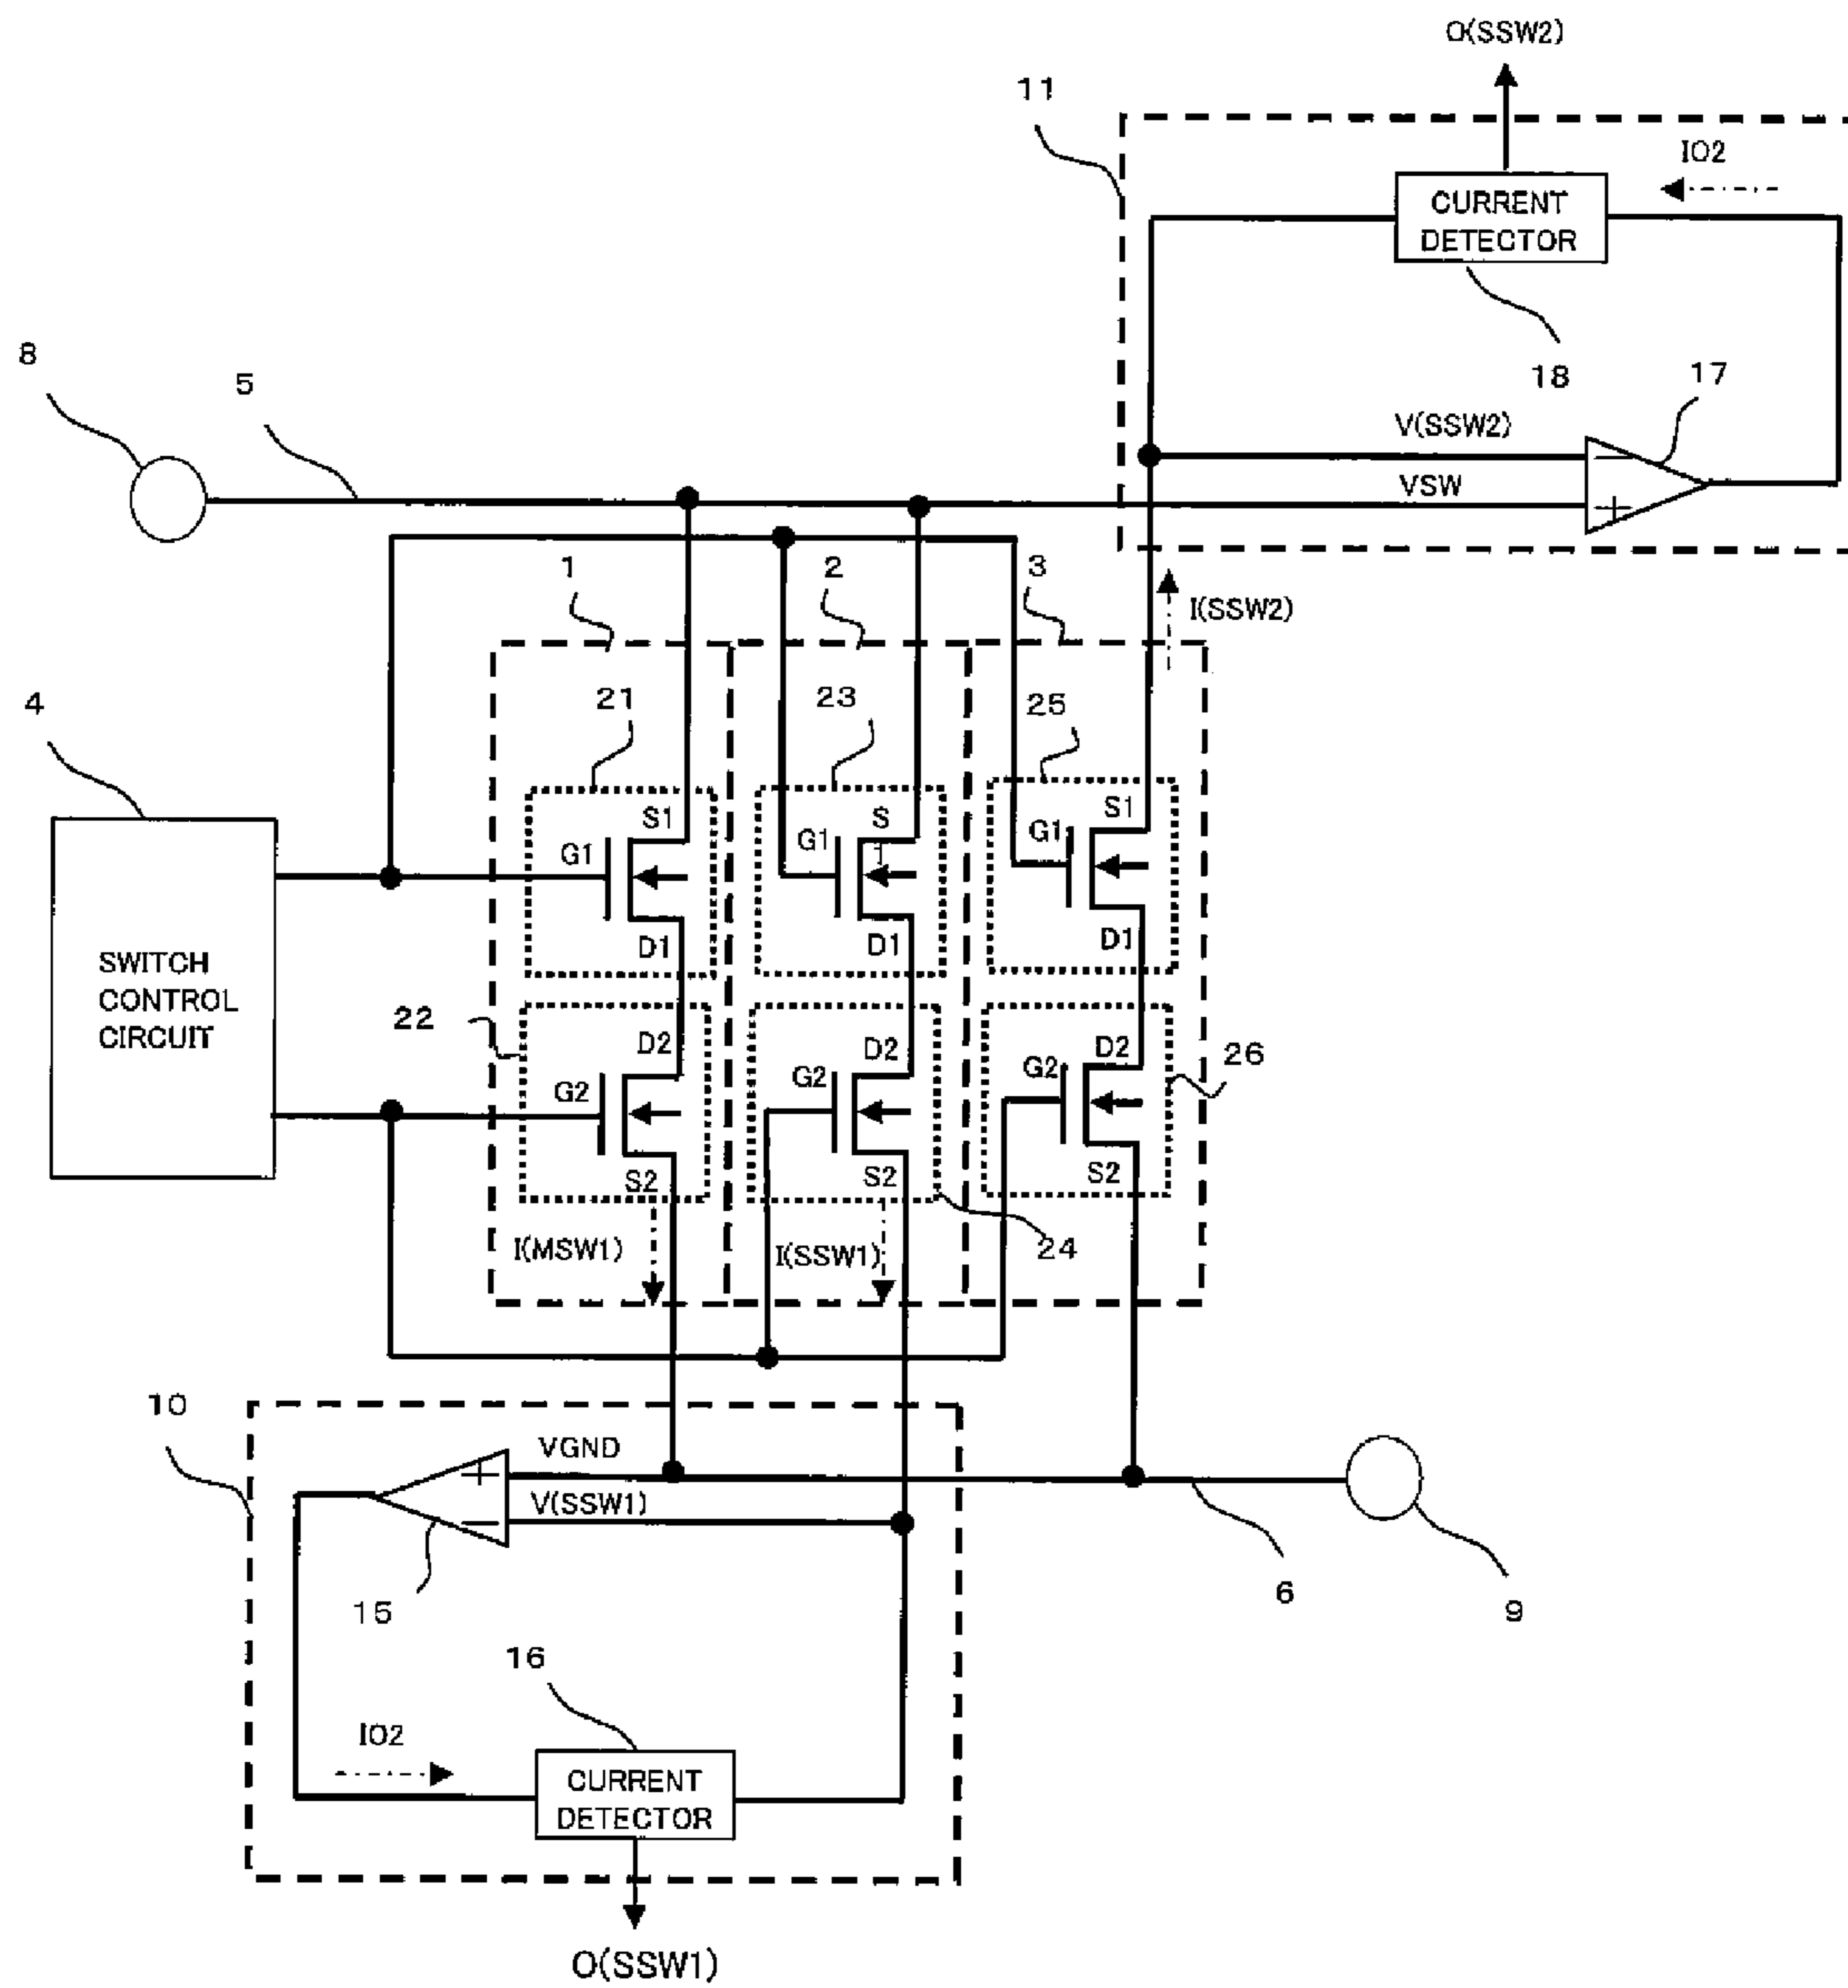 O(SSW2)
11
IO2
CURRENT
DETECTOR
8
5
18
17
V(SSW2)
VSW
1
2
3
I(SSW2)
4
21
23
25
S1
G1
D1
S
1
G1
D1
S1
G1
D1
SWITCH
CONTROL
CIRCUIT
22
D2
G2
S2
D2
G2
S2
D2
G2
S2
26
I(MSW1)
I(SSW1)
24
10
VGND
V(SSW1)
15
6
9
16
IO2
CURRENT
DETECTOR
O(SSW1)